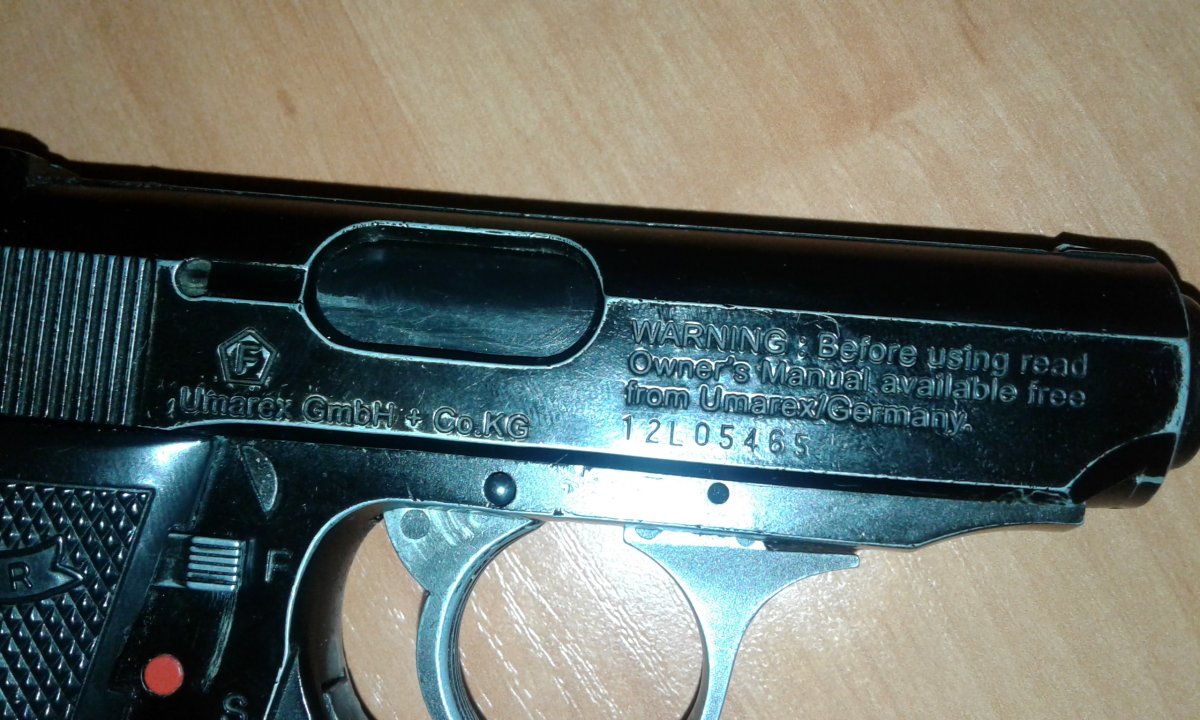 F
Umarex GmbH + Co.KG
WARNING : Before using read
Owner's Manual available free
from Umarex/Germany.
12L05465
F
R
S